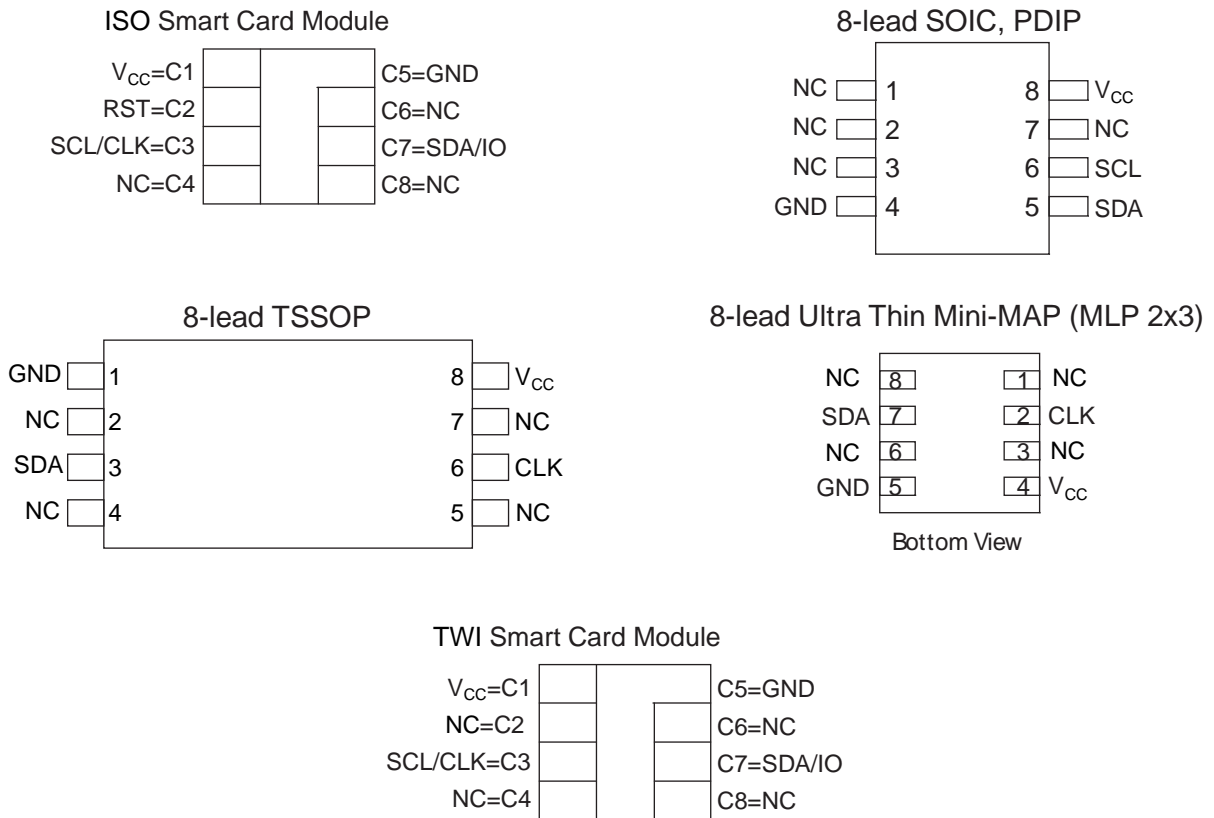 ISO Smart Card Module
VCC=C1
C5=GND
RST=C2
C6=NC
SCL/CLK=C3
C7=SDA/IO
NC=C4
C8=NC
8-lead SOIC, PDIP
NC 1 8 VCC
NC 2 7 NC
NC 3 6 SCL
GND 4 5 SDA
8-lead TSSOP
GND 1 8 VCC
NC 2 7 NC
SDA 3 6 CLK
NC 4 5 NC
8-lead Ultra Thin Mini-MAP (MLP 2x3)
NC 8 1 NC
SDA 7 2 CLK
NC 6 3 NC
GND 5 4 VCC
Bottom View
TWI Smart Card Module
VCC=C1
C5=GND
NC=C2
C6=NC
SCL/CLK=C3
C7=SDA/IO
NC=C4
C8=NC